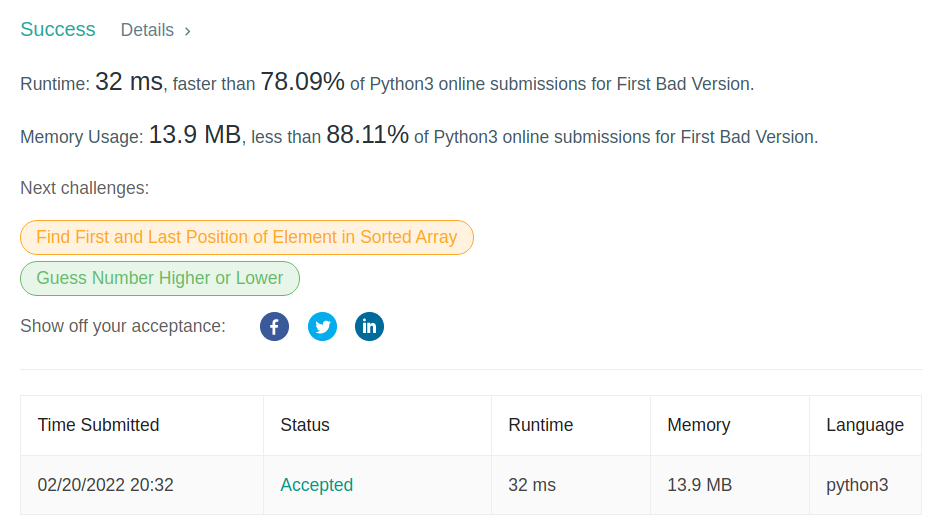 Success Details >
Runtime: 32 ms, faster than 78.09% of Python3 online submissions for First Bad Version.
Memory Usage: 13.9 MB, less than 88.11% of Python3 online submissions for First Bad Version.
Next challenges:
Find First and Last Position of Element in Sorted Array
Guess Number Higher or Lower
Show off your acceptance: f in
Time Submitted Status Runtime Memory Language
02/20/2022 20:32 Accepted 32 ms 13.9 MB python3